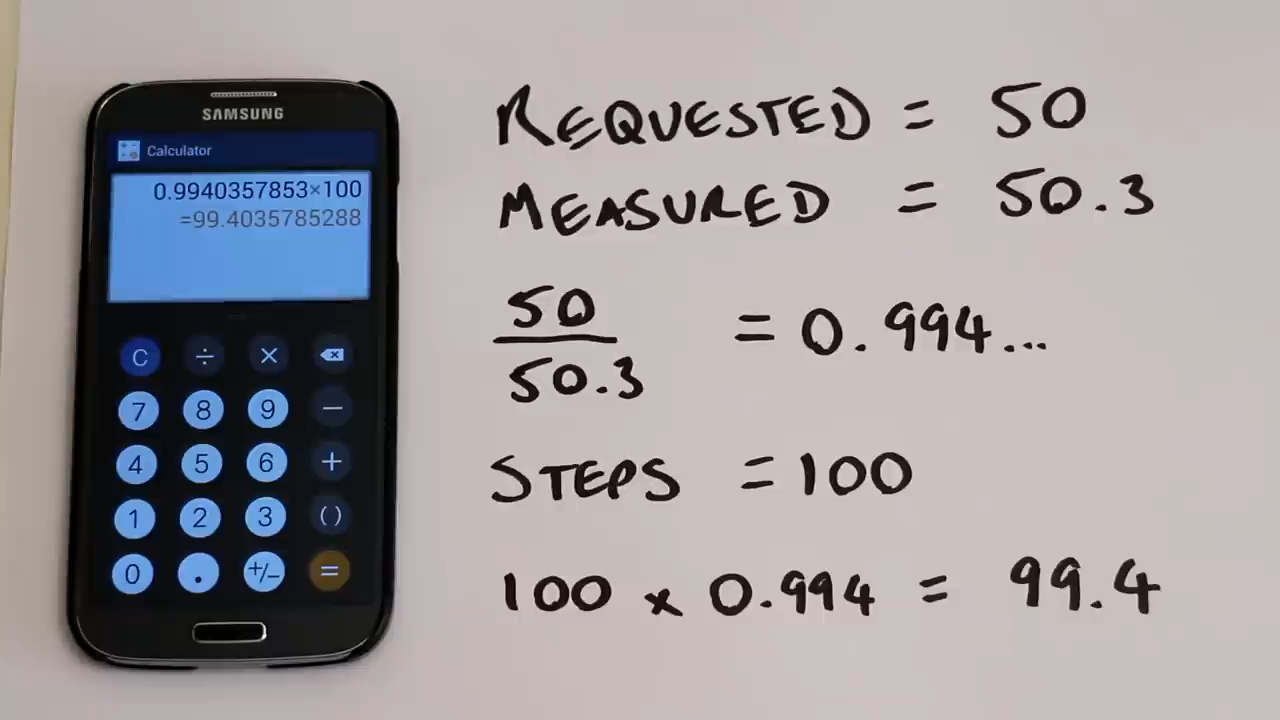 SAMSUNG
Calculator
0.9940357853×100
=99.4035785288
C ÷ ×
7 8 9 −
4 5 6 +
1 2 3 ()
0 . +/− =
REQUESTED = 50
MEASURED = 50.3
50
50.3
= 0.994...
STEPS = 100
100 x 0.994 = 99.4